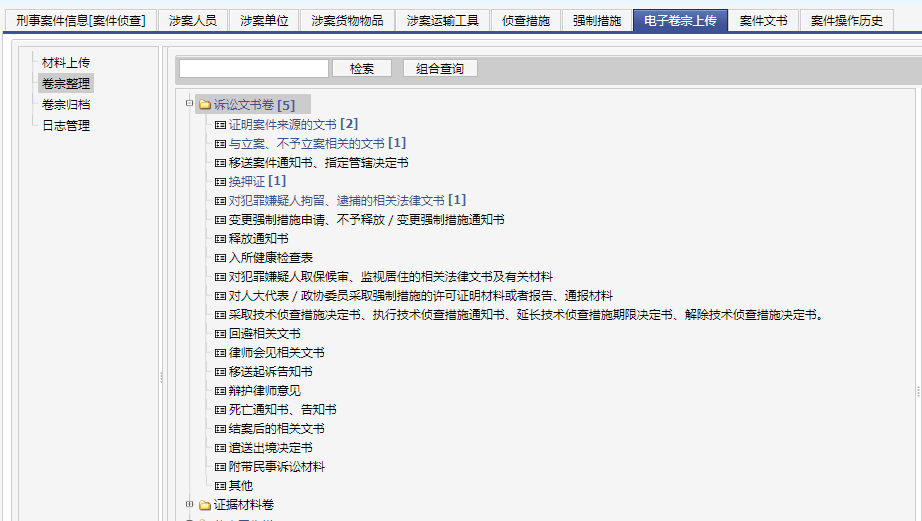 刑事案件信息[案件侦查] 涉案人员 涉案单位 涉案货物物品 涉案运输工具 侦查措施 强制措施 电子卷宗上传 案件文书 案件操作历史
材料上传
卷宗整理
卷宗归档
日志管理
检索 组合查询
诉讼文书卷 [5]
证明案件来源的文书 [2]
与立案、不予立案相关的文书 [1]
移送案件通知书、指定管辖决定书
换押证 [1]
对犯罪嫌疑人拘留、逮捕的相关法律文书 [1]
变更强制措施申请、不予释放 / 变更强制措施通知书
释放通知书
入所健康检查表
对犯罪嫌疑人取保候审、监视居住的相关法律文书及有关材料
对人大代表 / 政协委员采取强制措施的许可证明材料或者报告、通报材料
采取技术侦查措施决定书、执行技术侦查措施通知书、延长技术侦查措施期限决定书、解除技术侦查措施决定书。
回避相关文书
律师会见相关文书
移送起诉告知书
辩护律师意见
死亡通知书、告知书
结案后的相关文书
遣送出境决定书
附带民事诉讼材料
其他
证据材料卷